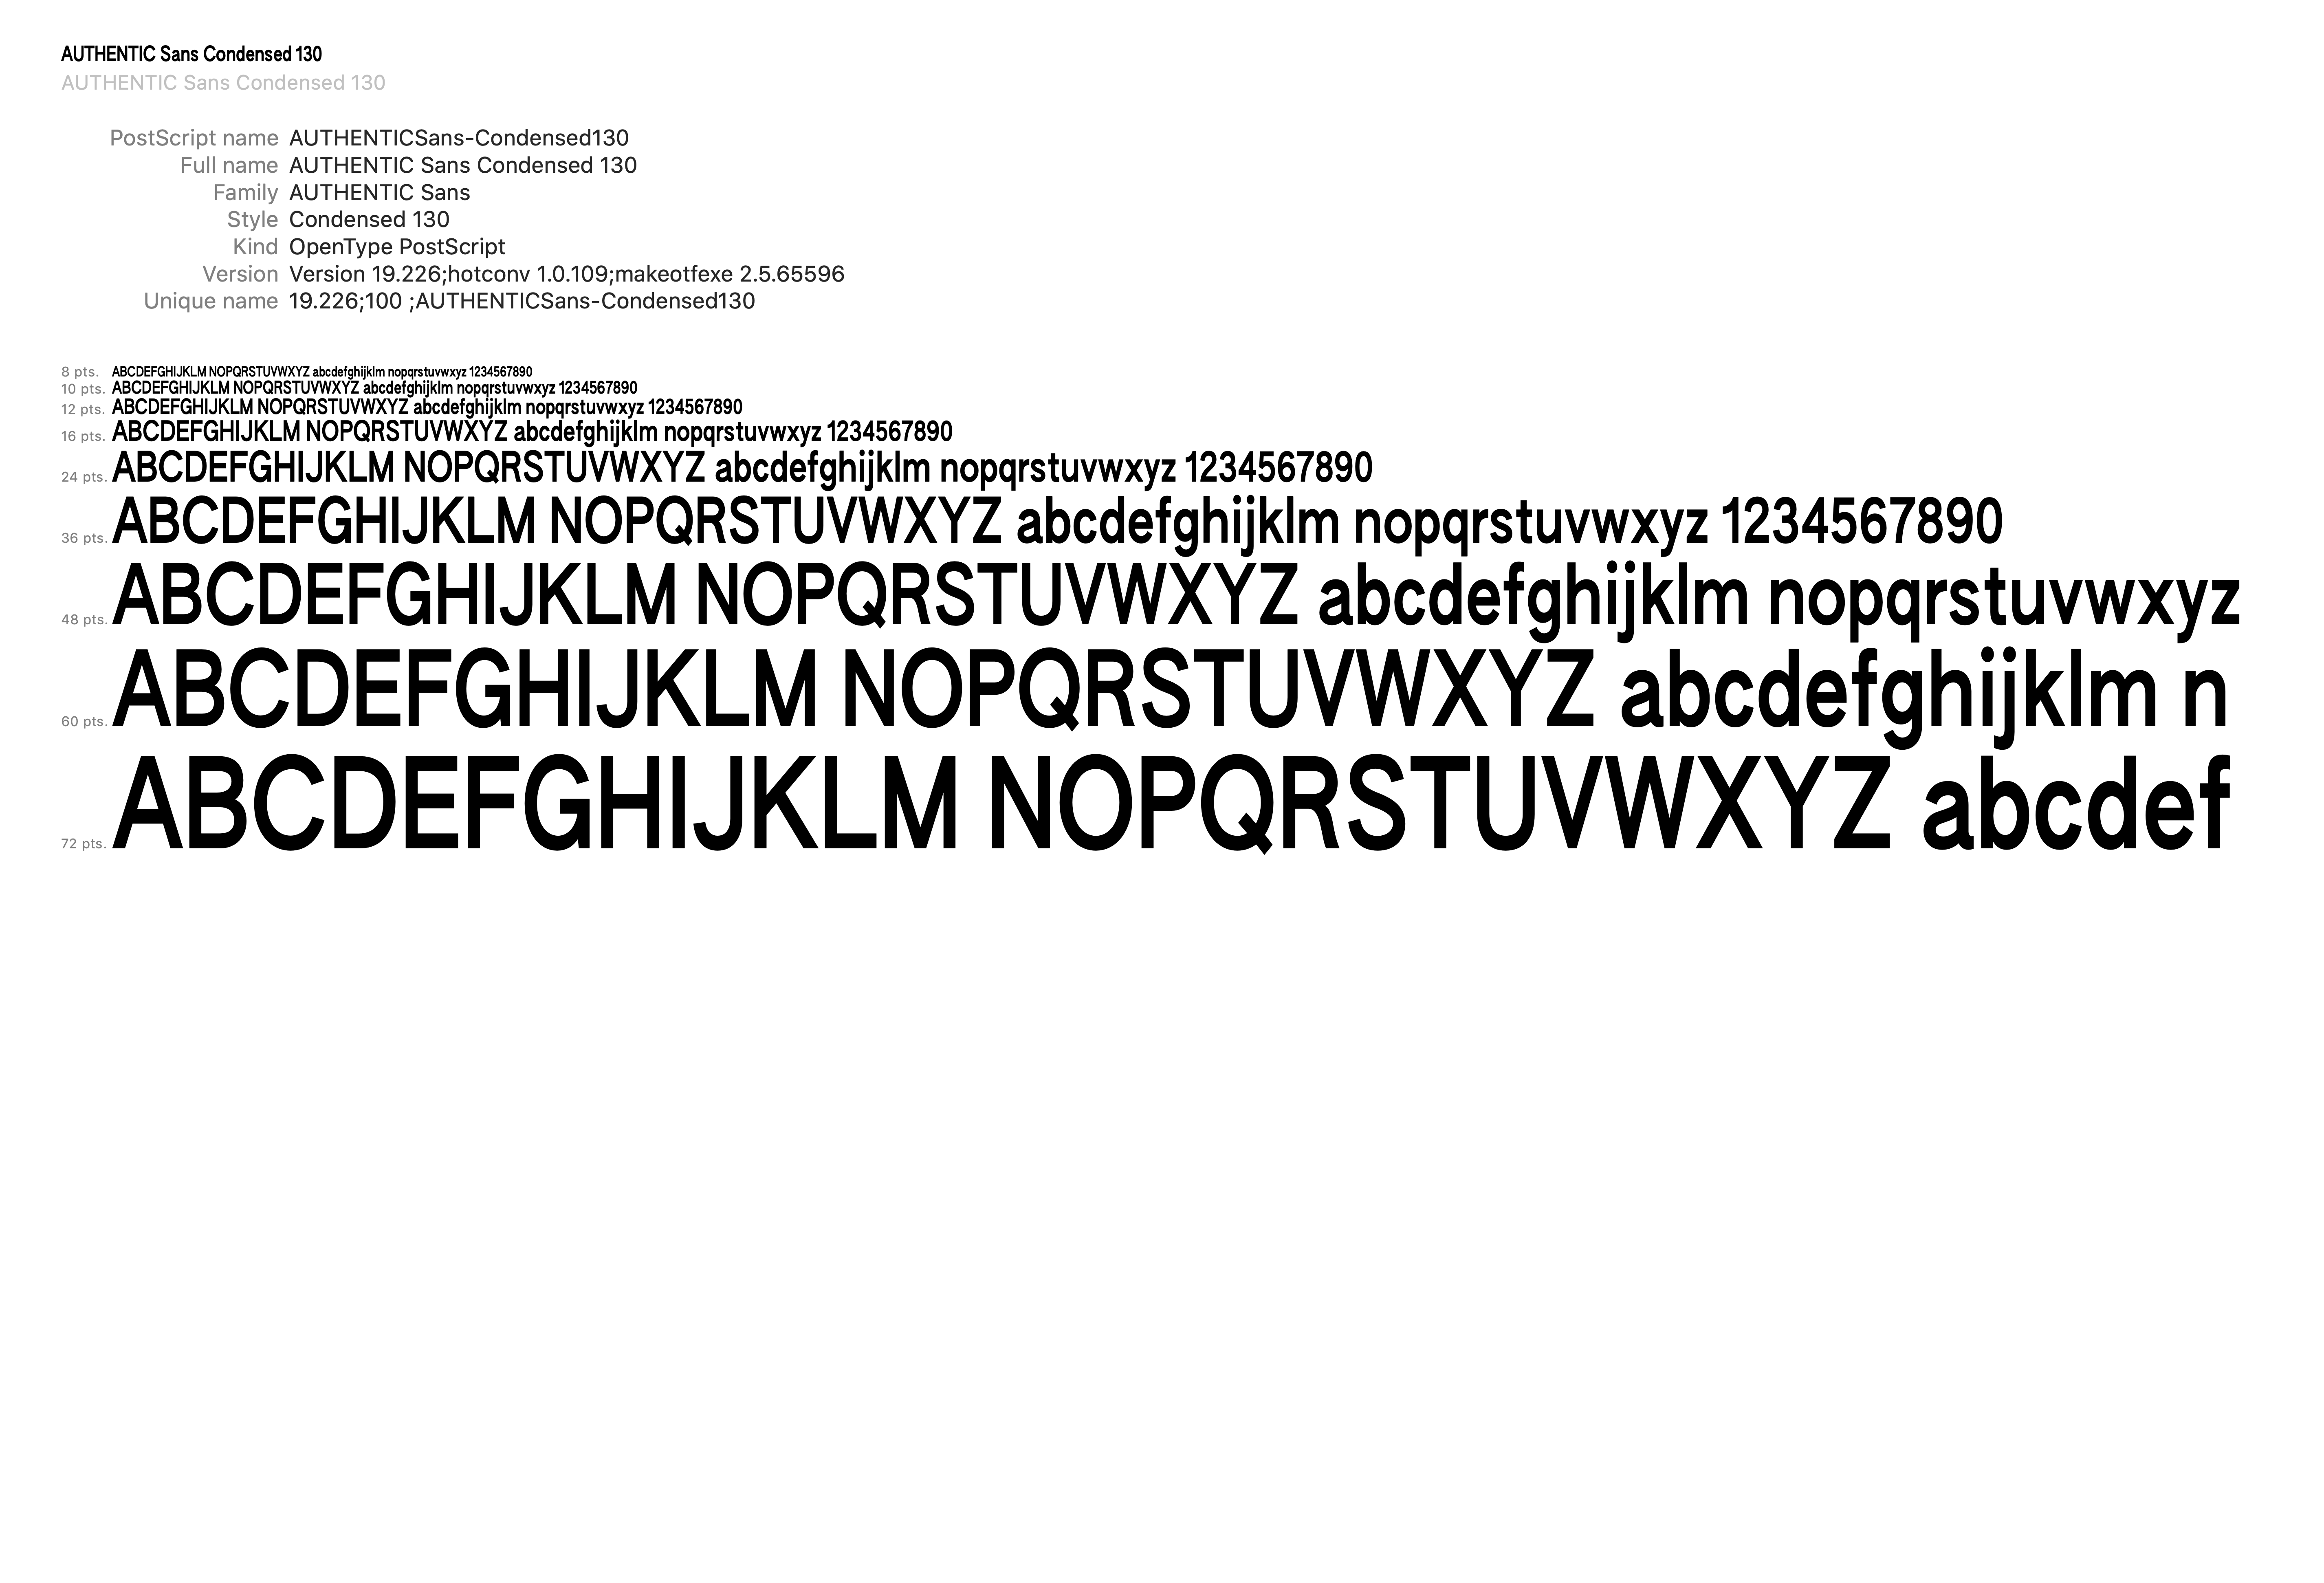 AUTHENTIC Sans Condensed 130
AUTHENTIC Sans Condensed 130
PostScript name AUTHENTICSans-Condensed130
Full name AUTHENTIC Sans Condensed 130
Family AUTHENTIC Sans
Style Condensed 130
Kind OpenType PostScript
Version Version 19.226;hotconv 1.0.109;makeotfexe 2.5.65596
Unique name 19.226;100 ;AUTHENTICSans-Condensed130
8 pts. ABCDEFGHIJKLM NOPQRSTUVWXYZ abcdefghijklm nopqrstuvwxyz 1234567890
10 pts. ABCDEFGHIJKLM NOPQRSTUVWXYZ abcdefghijklm nopqrstuvwxyz 1234567890
12 pts. ABCDEFGHIJKLM NOPQRSTUVWXYZ abcdefghijklm nopqrstuvwxyz 1234567890
16 pts. ABCDEFGHIJKLM NOPQRSTUVWXYZ abcdefghijklm nopqrstuvwxyz 1234567890
24 pts. ABCDEFGHIJKLM NOPQRSTUVWXYZ abcdefghijklm nopqrstuvwxyz 1234567890
36 pts. ABCDEFGHIJKLM NOPQRSTUVWXYZ abcdefghijklm nopqrstuvwxyz 1234567890
48 pts. ABCDEFGHIJKLM NOPQRSTUVWXYZ abcdefghijklm nopqrstuvwxyz
60 pts. ABCDEFGHIJKLM NOPQRSTUVWXYZ abcdefghijklm n
72 pts. ABCDEFGHIJKLM NOPQRSTUVWXYZ abcdef